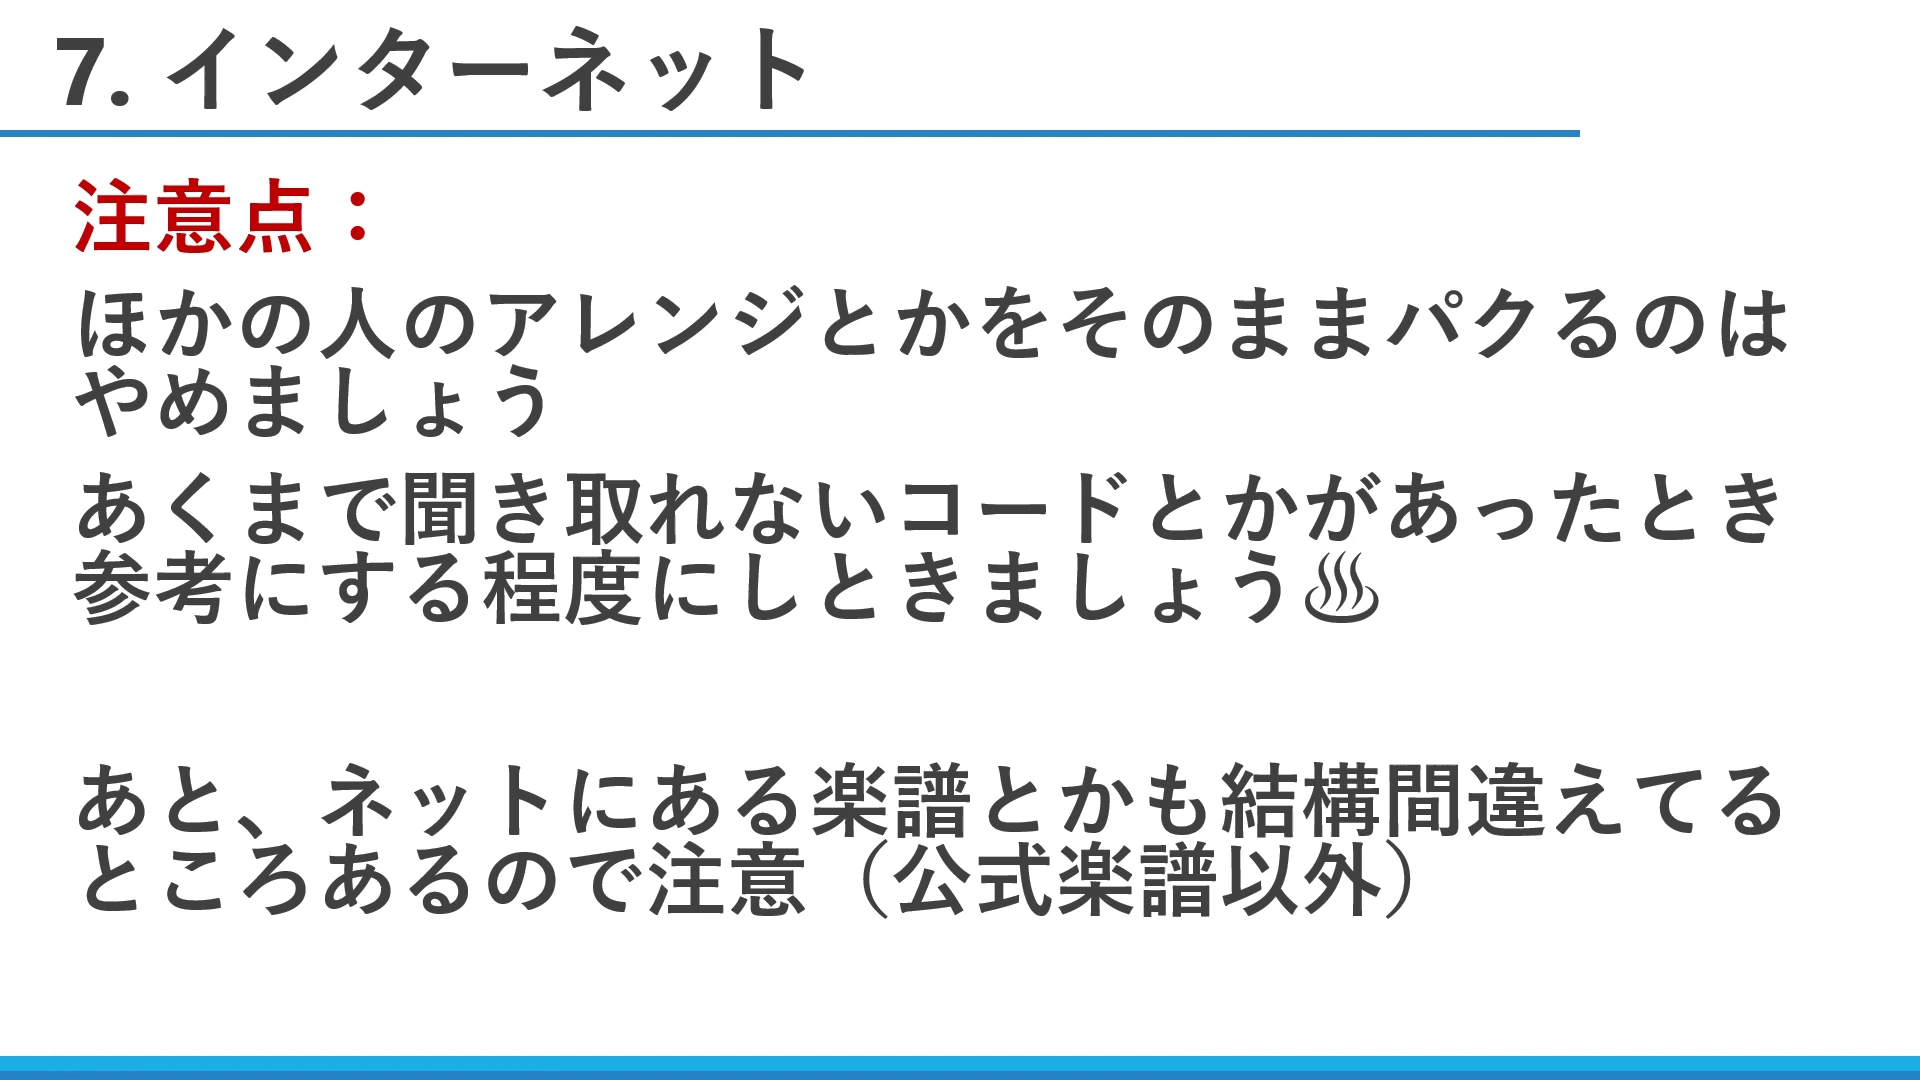 7. インターネット
注意点：
ほかの人のアレンジとかをそのままパクるのは
やめましょう
あくまで聞き取れないコードとかがあったとき
参考にする程度にしときましょう♨
あと、ネットにある楽譜とかも結構間違えてる
ところあるので注意（公式楽譜以外）